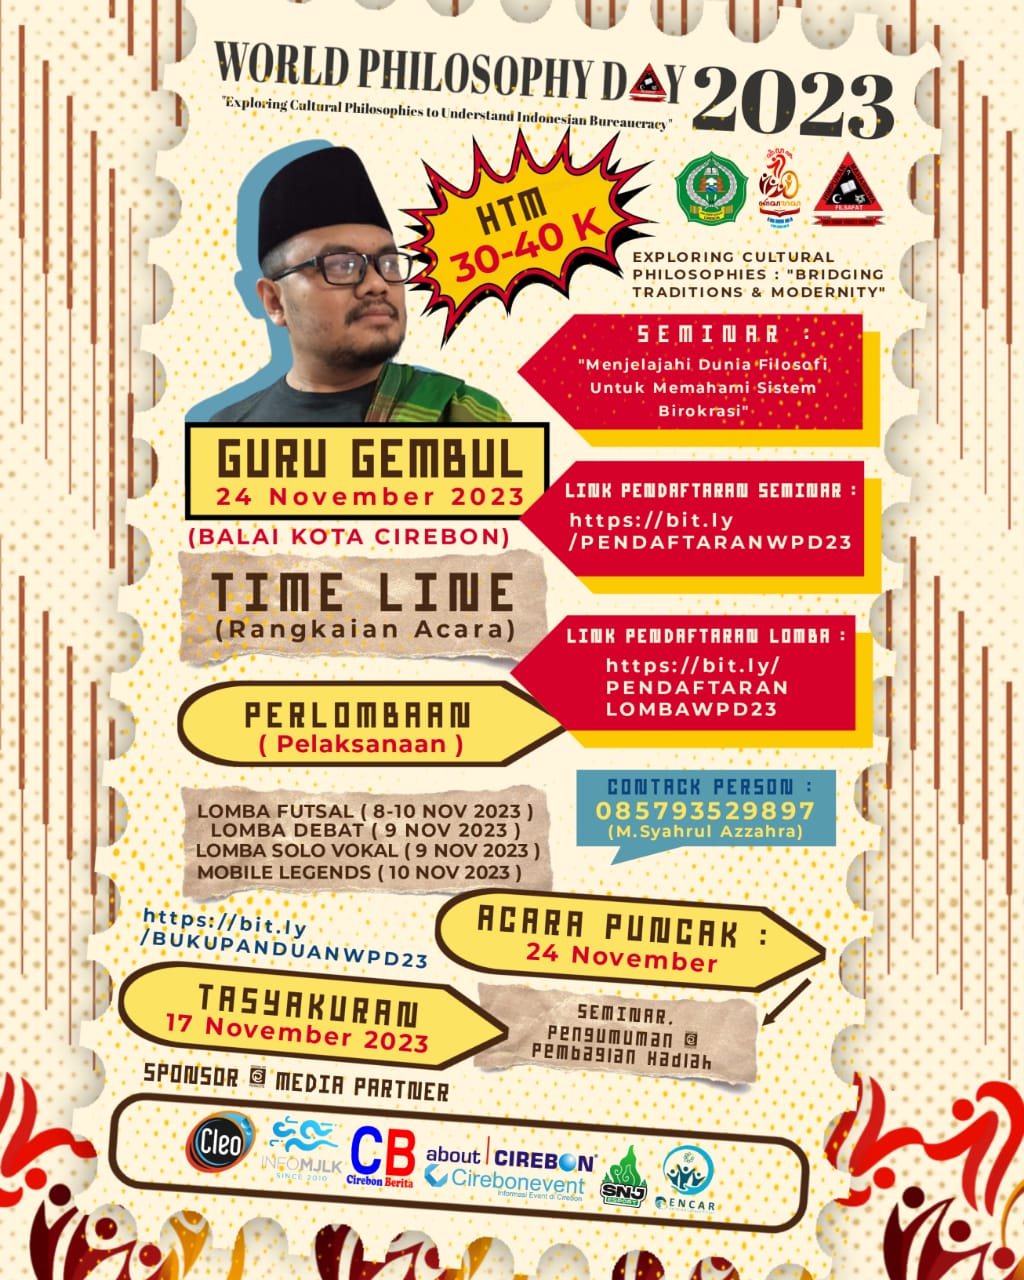 WORLD PHILOSOPHY DAY 2023
"Exploring Cultural Philosophies to Understand Indonesian Bureaucracy"
HTM
30-40 K
FILSAFAT
EXPLORING CULTURAL
PHILOSOPHIES : "BRIDGING
TRADITIONS & MODERNITY"
SEMINAR :
"Menjelajahi Dunia Filosofi
Untuk Memahami Sistem
Birokrasi"
GURU GEMBUL
24 November 2023
(BALAI KOTA CIREBON)
LINK PENDAFTARAN SEMINAR :
https://bit.ly
/PENDAFTARANWPD23
TIME LINE
(Rangkaian Acara)
LINK PENDAFTARAN LOMBA :
https://bit.ly/
PENDAFTARAN
LOMBAWPD23
PERLOMBAAN
( Pelaksanaan )
CONTACK PERSON :
085793529897
(M.Syahrul Azzahra)
LOMBA FUTSAL ( 8-10 NOV 2023 )
LOMBA DEBAT ( 9 NOV 2023 )
LOMBA SOLO VOKAL ( 9 NOV 2023 )
MOBILE LEGENDS ( 10 NOV 2023 )
https://bit.ly
/BUKUPANDUANWPD23
ACARA PUNCAK :
24 November
TASYAKURAN
17 November 2023
SEMINAR,
Pengumuman &
Pembagian Hadiah
SPONSOR & MEDIA PARTNER
Cleo
INFOMJLK
SINCE 2010
CB
Cirebon Berita
about CIREBON
Cirebonevent
Informasi Event di Cirebon
SNJ
ENCAR